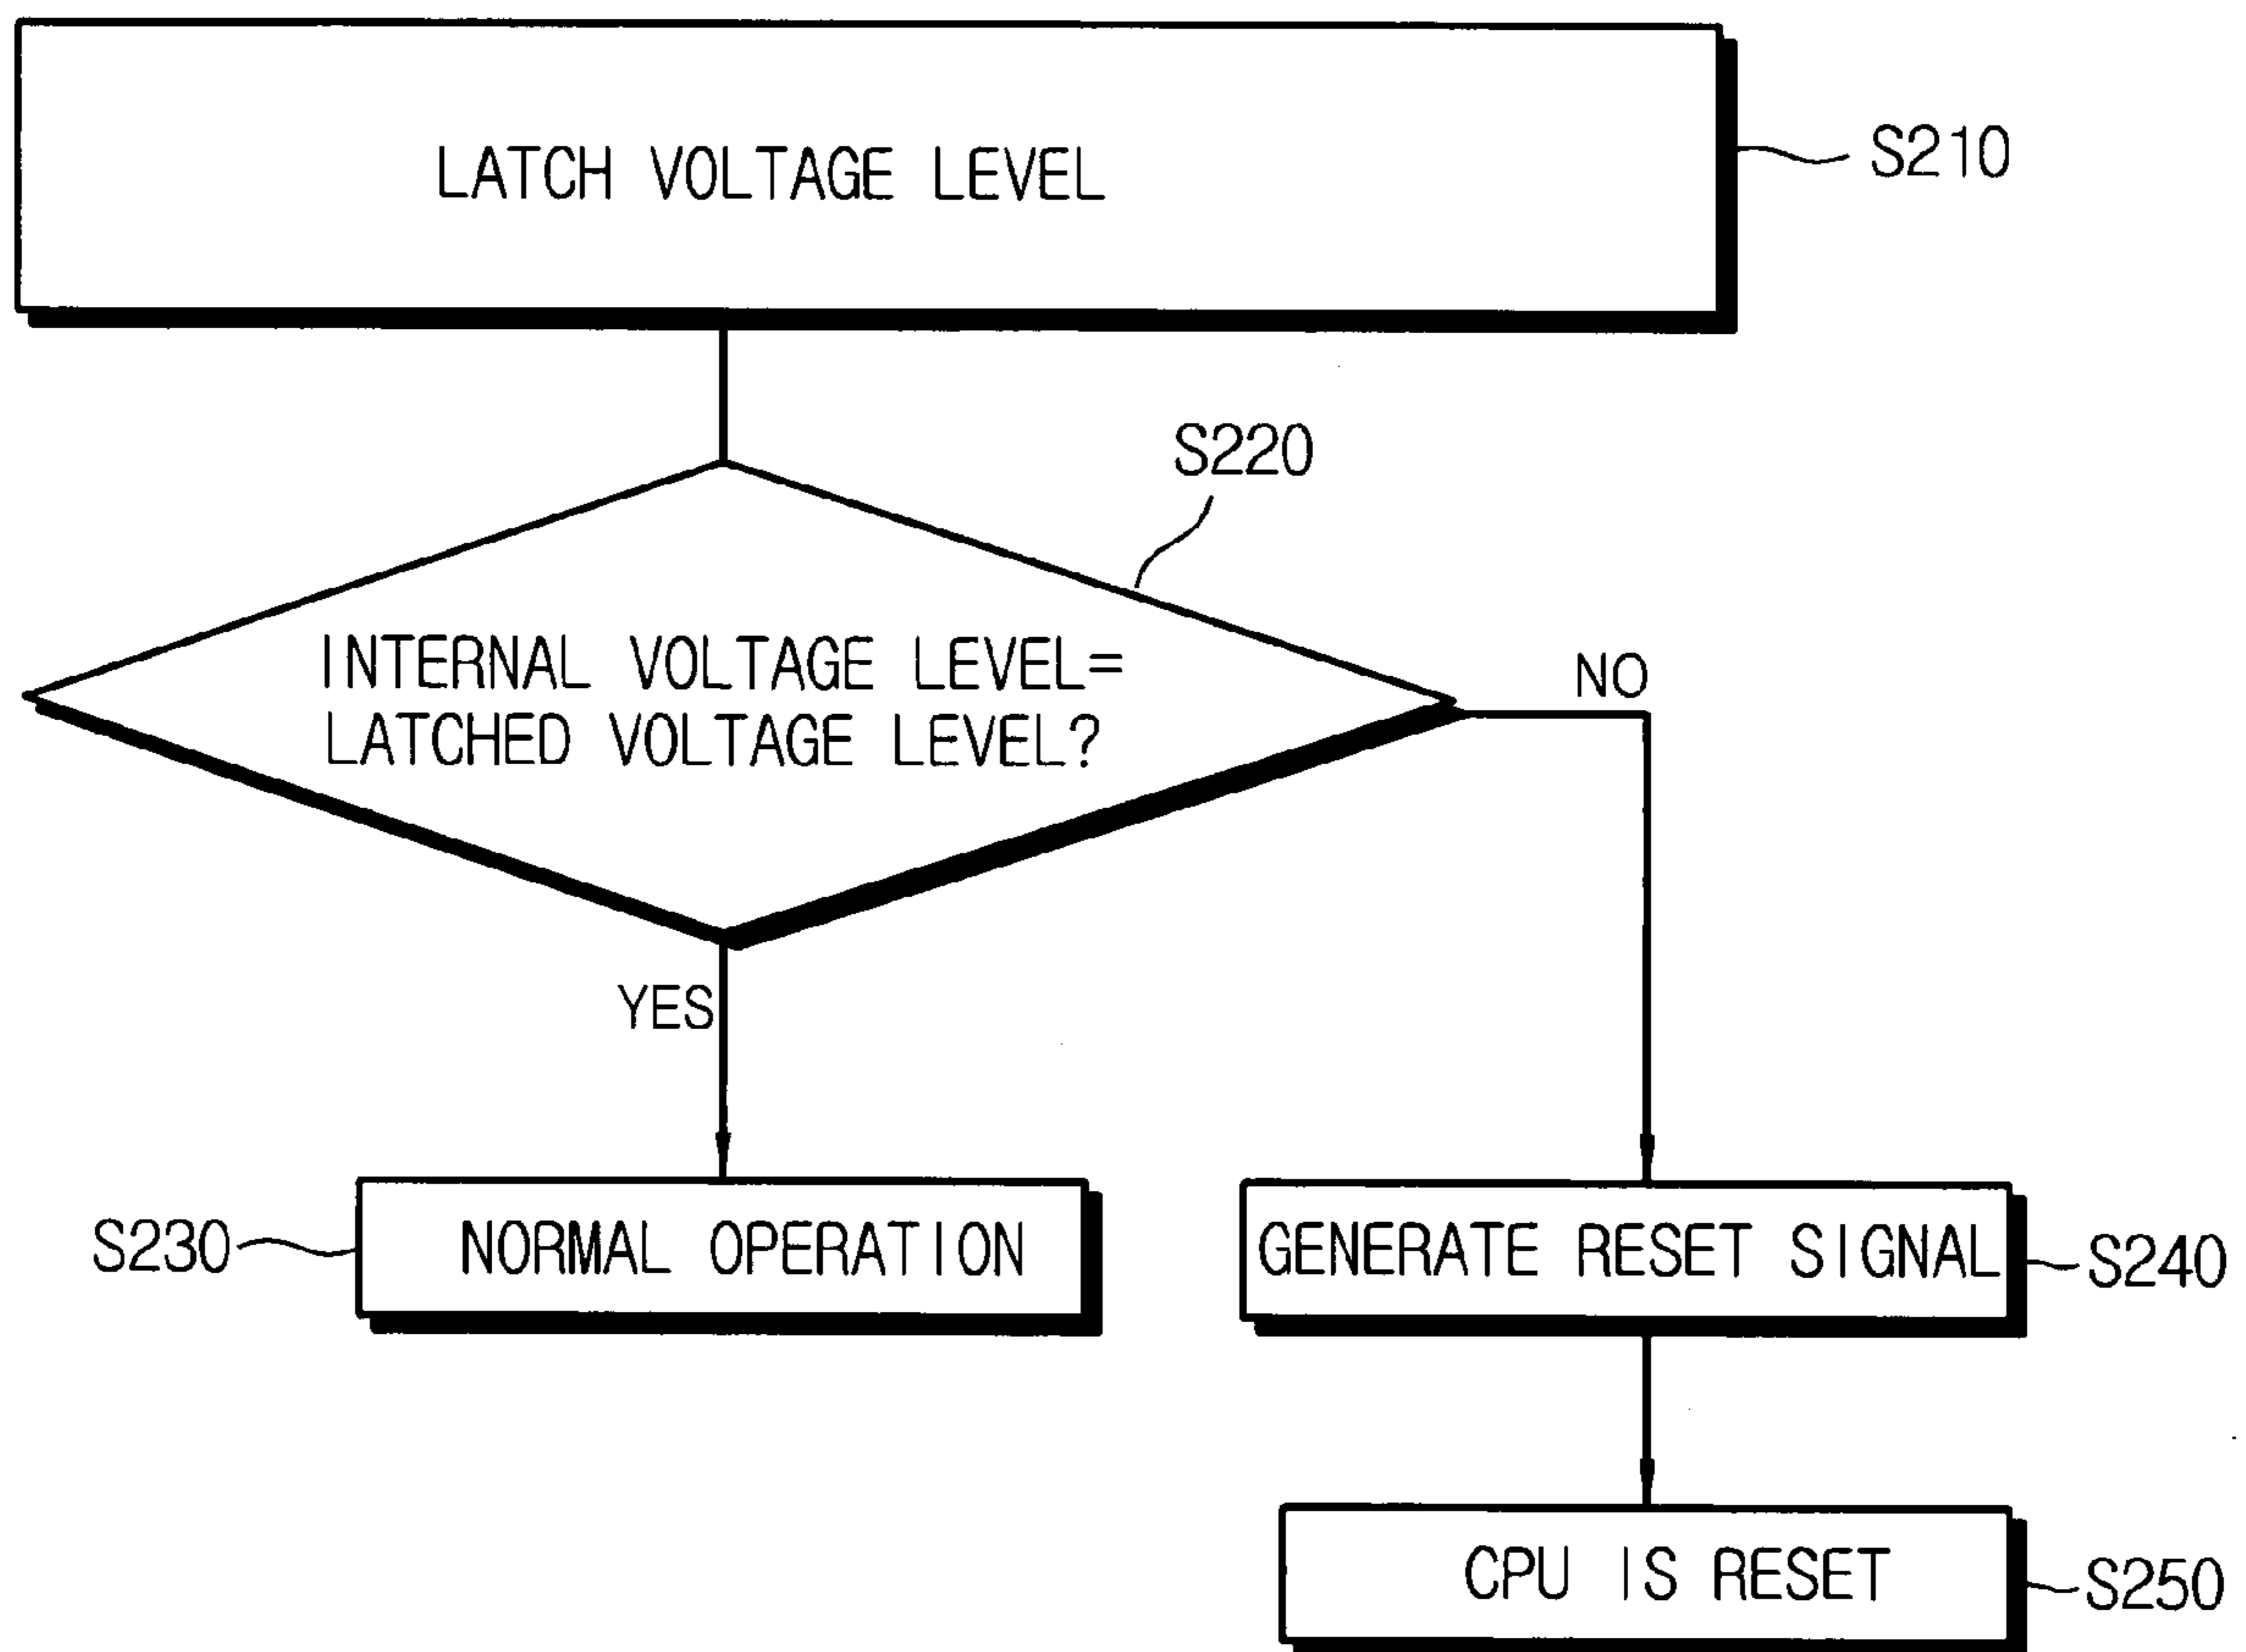 LATCH VOLTAGE LEVEL
S210
S220
INTERNAL VOLTAGE LEVEL=
LATCHED VOLTAGE LEVEL?
NO
YES
S230
NORMAL OPERATION
GENERATE RESET SIGNAL
S240
CPU IS RESET
S250